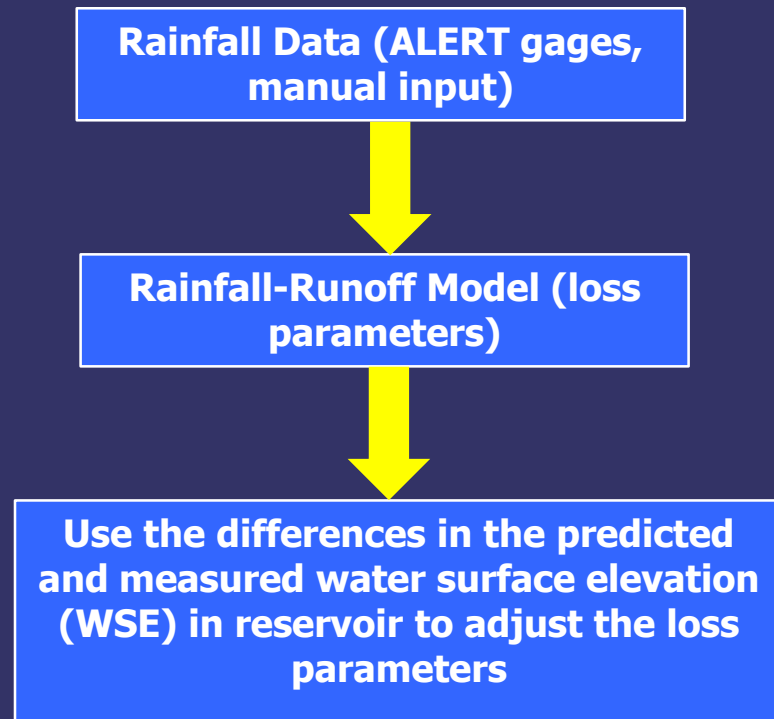 Rainfall Data (ALERT gages,
manual input)
Rainfall-Runoff Model (loss
parameters)
Use the differences in the predicted
and measured water surface elevation
(WSE) in reservoir to adjust the loss
parameters